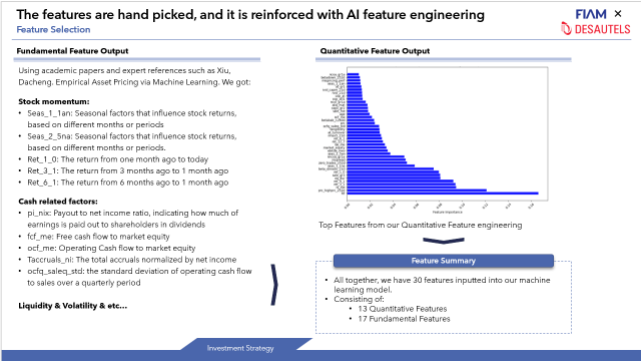 The features are hand picked, and it is reinforced with AI feature engineering
Feature Selection
FIAM ×
DESAUTELS
Fundamental Feature Output
Using academic papers and expert references such as Xiu,
Dacheng. Empirical Asset Pricing via Machine Learning. We got:
Stock momentum:
• Seas_1_1an: Seasonal factors that influence stock returns,
based on different months or periods
• Seas_2_5na: Seasonal factors that influence stock returns,
based on different months or periods.
• Ret_1_0: The return from one month ago to today
• Ret_3_1: The return from 3 months ago to 1 month ago
• Ret_6_1: The return from 6 months ago to 1 month ago
Cash related factors:
• pi_nix: Payout to net income ratio, indicating how much of
earnings is paid out to shareholders in dividends
• fcf_me: Free cash flow to market equity
• ocf_me: Operating Cash flow to market equity
• Taccruals_ni: The total accruals normalized by net income
• ocfq_saleq_std: the standard deviation of operating cash flow
to sales over a quarterly period
Liquidity & Volatility & etc...
Quantitative Feature Output
Feature Importance
Top Features from our Quantitative Feature engineering
Feature Summary
• All together, we have 30 features inputted into our machine
learning model.
• Consisting of:
• 13 Quantitative Features
• 17 Fundamental Features
Investment Strategy